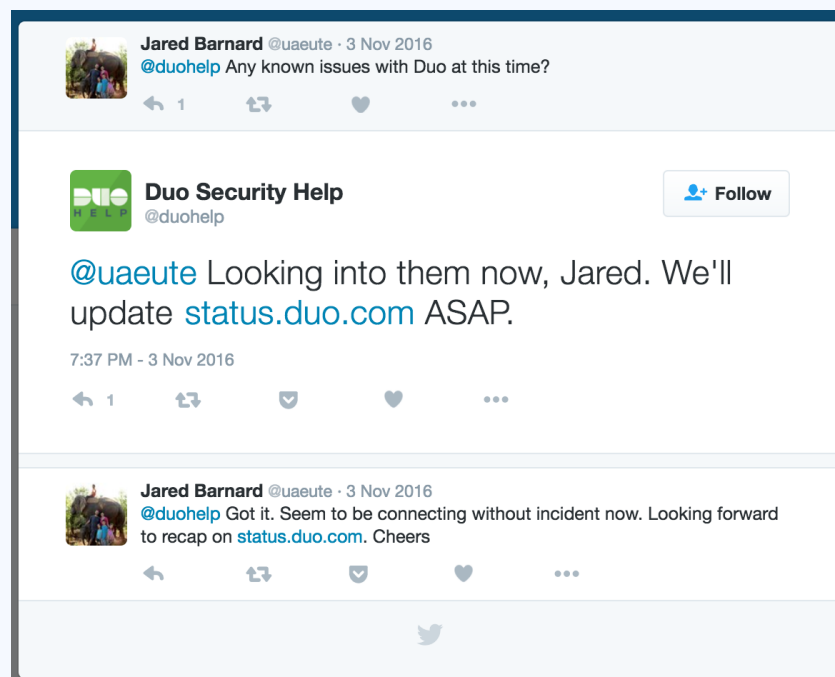 Jared Barnard @uaeute · 3 Nov 2016
@duohelp Any known issues with Duo at this time?
1
DUO
HELP
Duo Security Help
@duohelp
Follow
@uaeute Looking into them now, Jared. We'll
update status.duo.com ASAP.
7:37 PM - 3 Nov 2016
1
Jared Barnard @uaeute · 3 Nov 2016
@duohelp Got it. Seem to be connecting without incident now. Looking forward
to recap on status.duo.com. Cheers